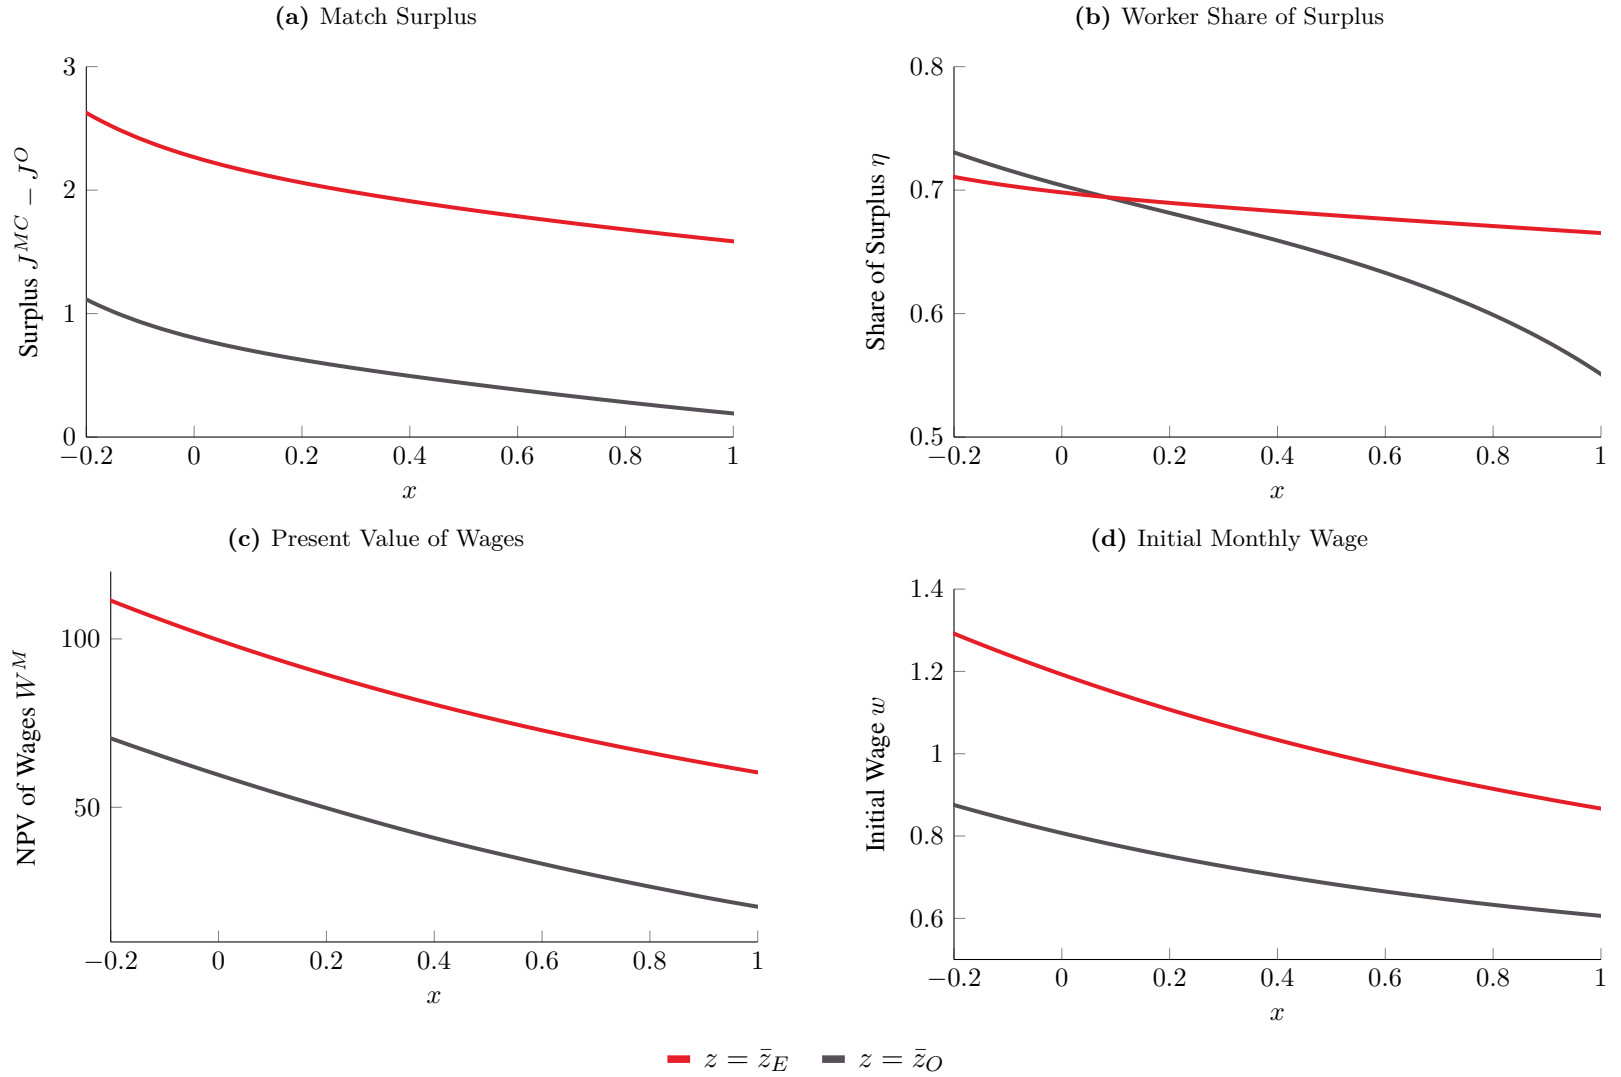 (a) Match Surplus
3
2
1
0
−0.2 0 0.2 0.4 0.6 0.8 1
x
Surplus J^{MC} − J^O
(b) Worker Share of Surplus
0.8
0.7
0.6
0.5
−0.2 0 0.2 0.4 0.6 0.8 1
x
Share of Surplus η
(c) Present Value of Wages
100
50
−0.2 0 0.2 0.4 0.6 0.8 1
x
NPV of Wages W^M
(d) Initial Monthly Wage
1.4
1.2
1
0.8
0.6
−0.2 0 0.2 0.4 0.6 0.8 1
x
Initial Wage w
z = z̄_E z = z̄_O